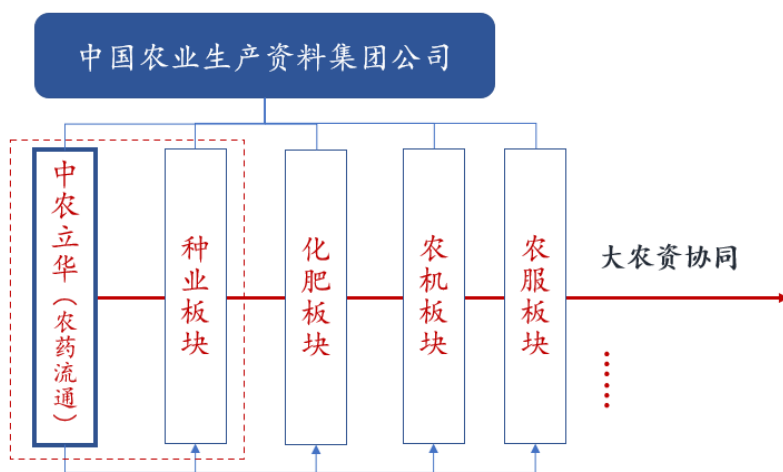 中国农业生产资料集团公司
中农立华（农药流通）
种业板块
化肥板块
农机板块
农服板块
大农资协同